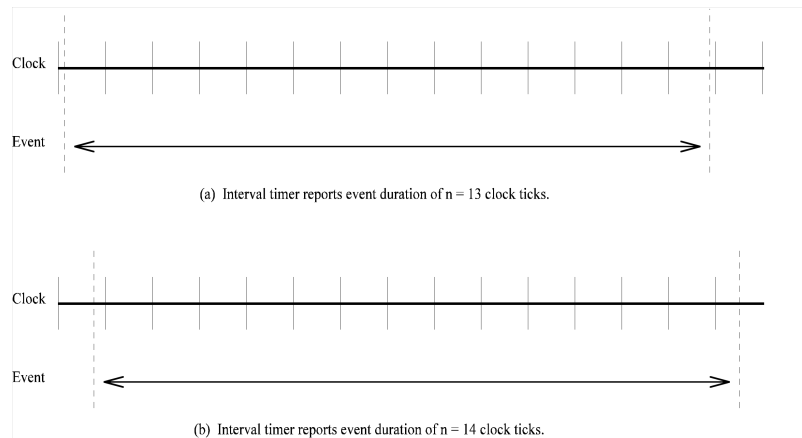 Clock
Event
(a) Interval timer reports event duration of n = 13 clock ticks.
Clock
Event
(b) Interval timer reports event duration of n = 14 clock ticks.